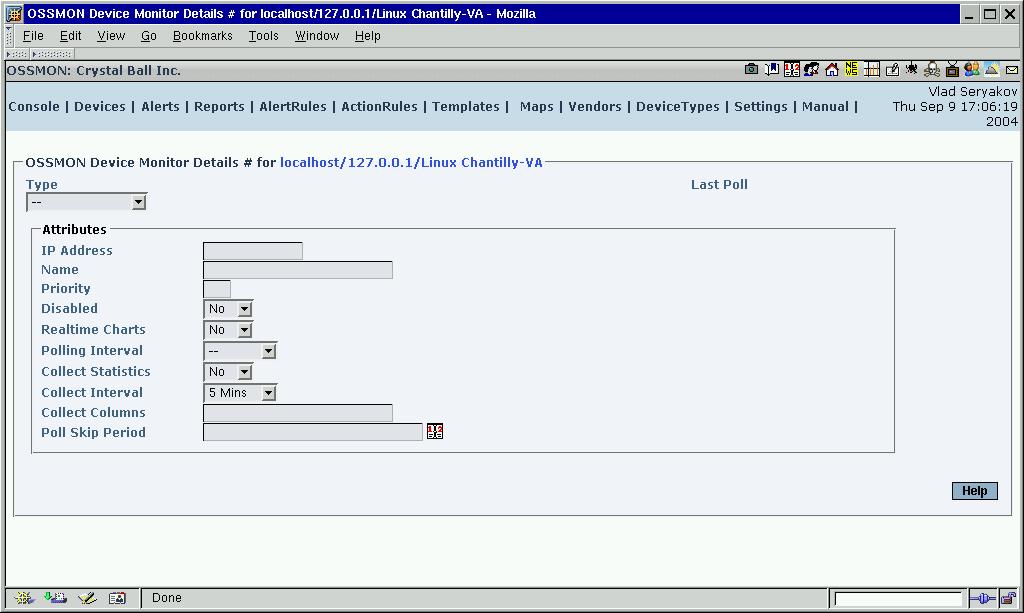 OSSMON Device Monitor Details # for localhost/127.0.0.1/Linux Chantilly-VA - Mozilla
File Edit View Go Bookmarks Tools Window Help
OSSMON: Crystal Ball Inc.
Console | Devices | Alerts | Reports | AlertRules | ActionRules | Templates | Maps | Vendors | DeviceTypes | Settings | Manual |
Vlad Seryakov
Thu Sep 9 17:06:19
2004
OSSMON Device Monitor Details # for localhost/127.0.0.1/Linux Chantilly-VA
Type Last Poll
--
Attributes
IP Address
Name
Priority
Disabled No
Realtime Charts No
Polling Interval --
Collect Statistics No
Collect Interval 5 Mins
Collect Columns
Poll Skip Period
Help
Done